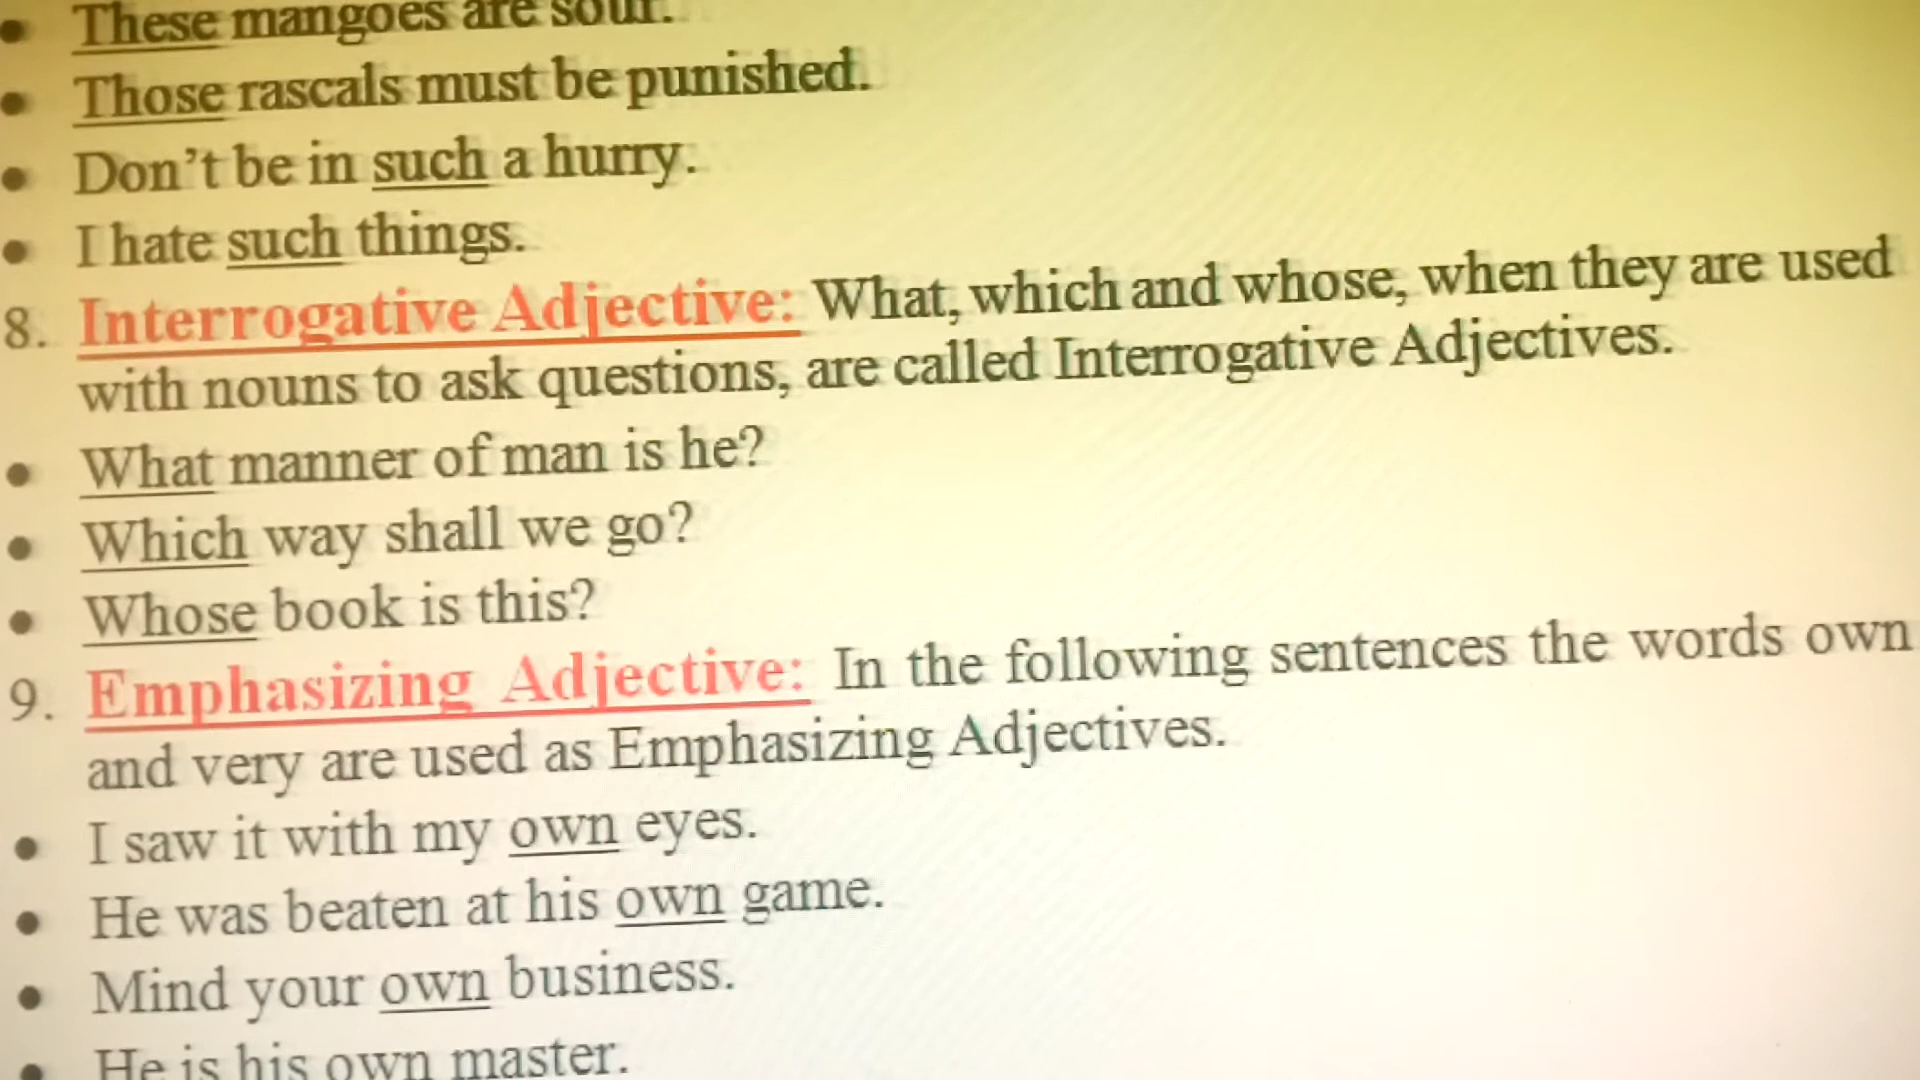 • These mangoes are sour.
• Those rascals must be punished.
• Don't be in such a hurry.
• I hate such things.
8. Interrogative Adjective: What, which and whose, when they are used
with nouns to ask questions, are called Interrogative Adjectives.
• What manner of man is he?
• Which way shall we go?
• Whose book is this?
9. Emphasizing Adjective: In the following sentences the words own
and very are used as Emphasizing Adjectives.
• I saw it with my own eyes.
• He was beaten at his own game.
• Mind your own business.
• He is his own master.